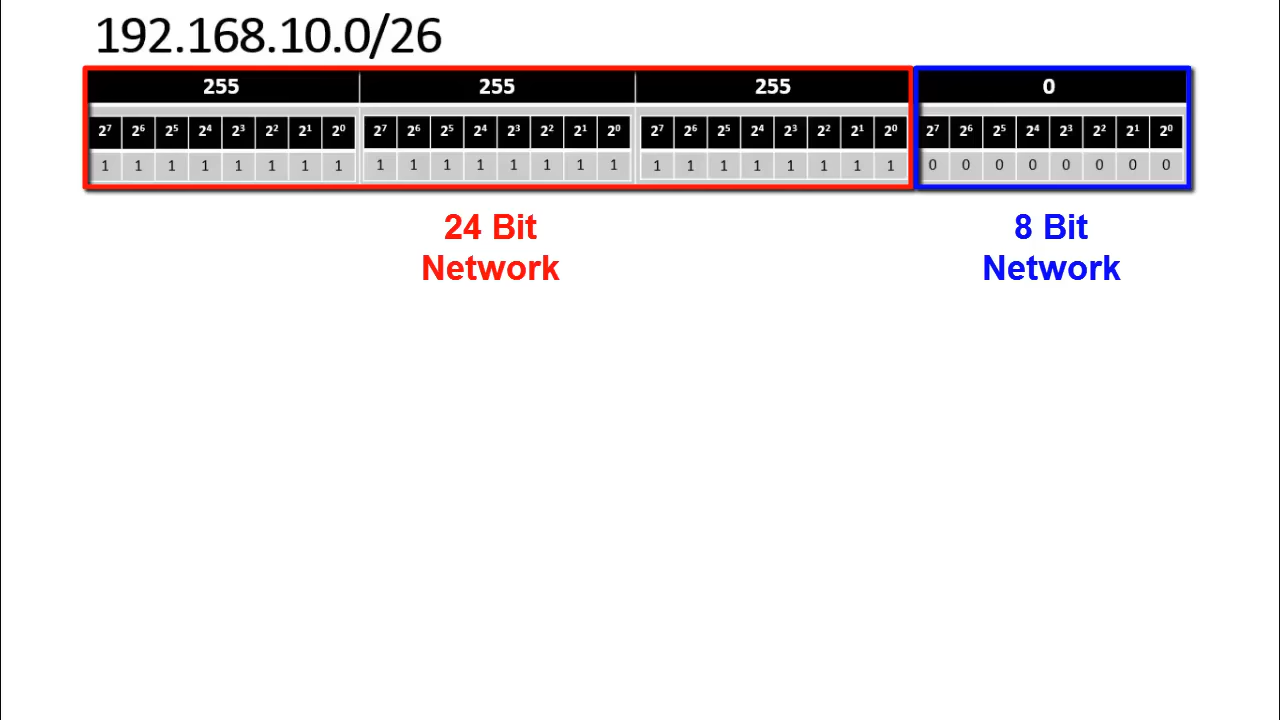 192.168.10.0/26
255 255 255 0
2⁷ 2⁶ 2⁵ 2⁴ 2³ 2² 2¹ 2⁰ 2⁷ 2⁶ 2⁵ 2⁴ 2³ 2² 2¹ 2⁰ 2⁷ 2⁶ 2⁵ 2⁴ 2³ 2² 2¹ 2⁰ 2⁷ 2⁶ 2⁵ 2⁴ 2³ 2² 2¹ 2⁰
1 1 1 1 1 1 1 1 1 1 1 1 1 1 1 1 1 1 1 1 1 1 1 1 0 0 0 0 0 0 0 0
24 Bit
Network
8 Bit
Network